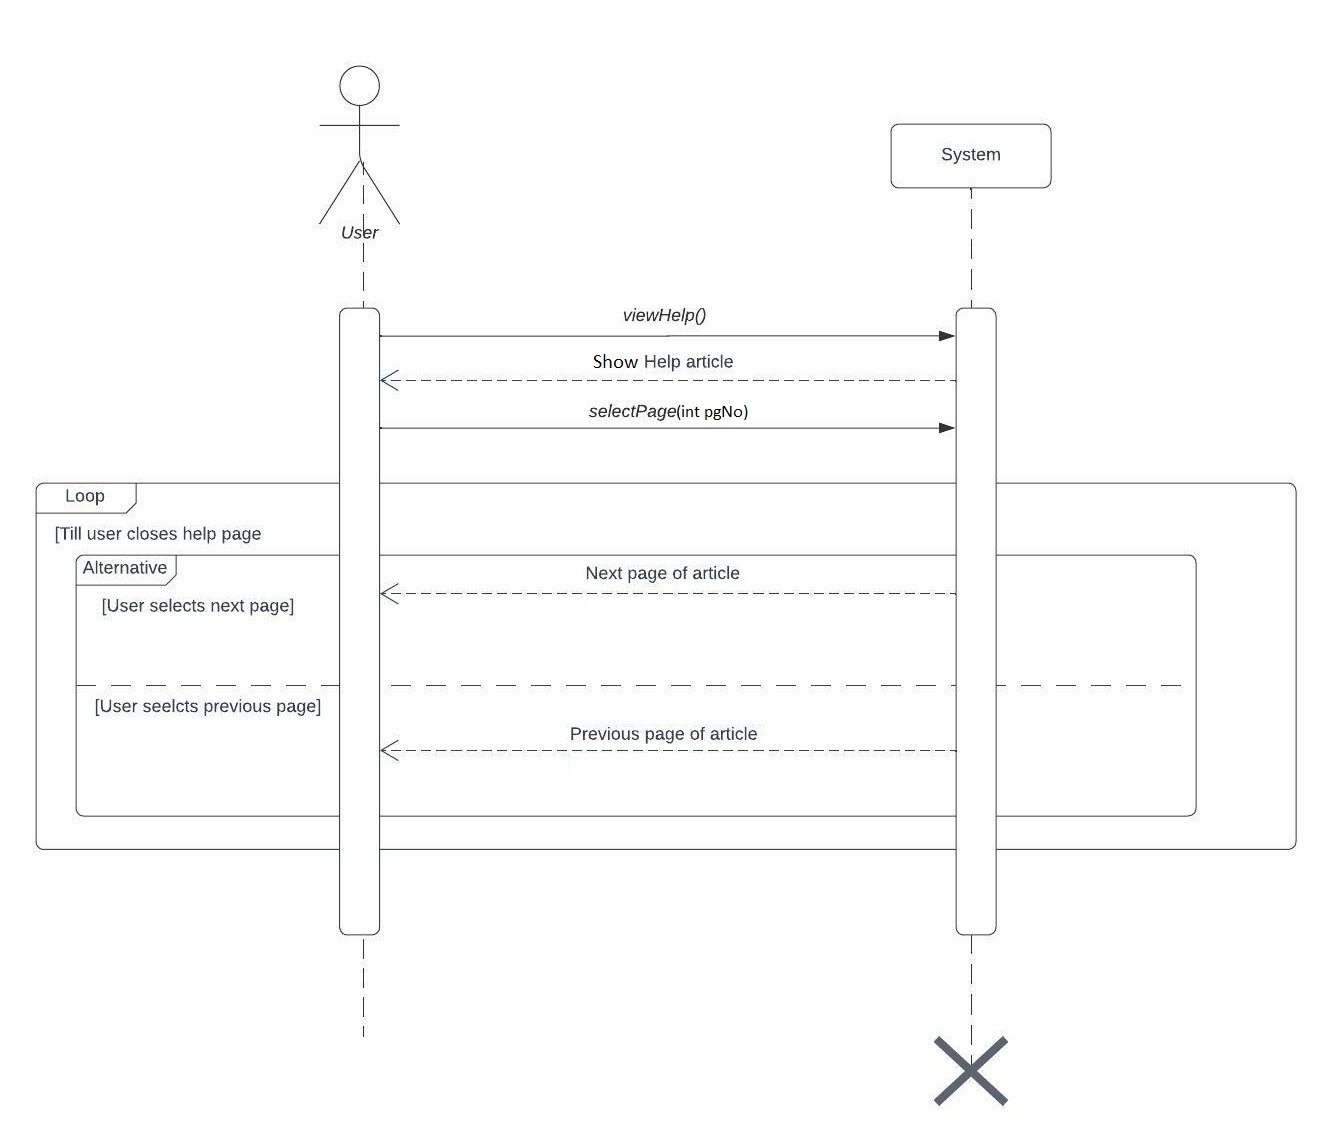 System
User
viewHelp()
Show Help article
selectPage(int pgNo)
Loop
[Till user closes help page
Alternative
Next page of article
[User selects next page]
[User seelcts previous page]
Previous page of article